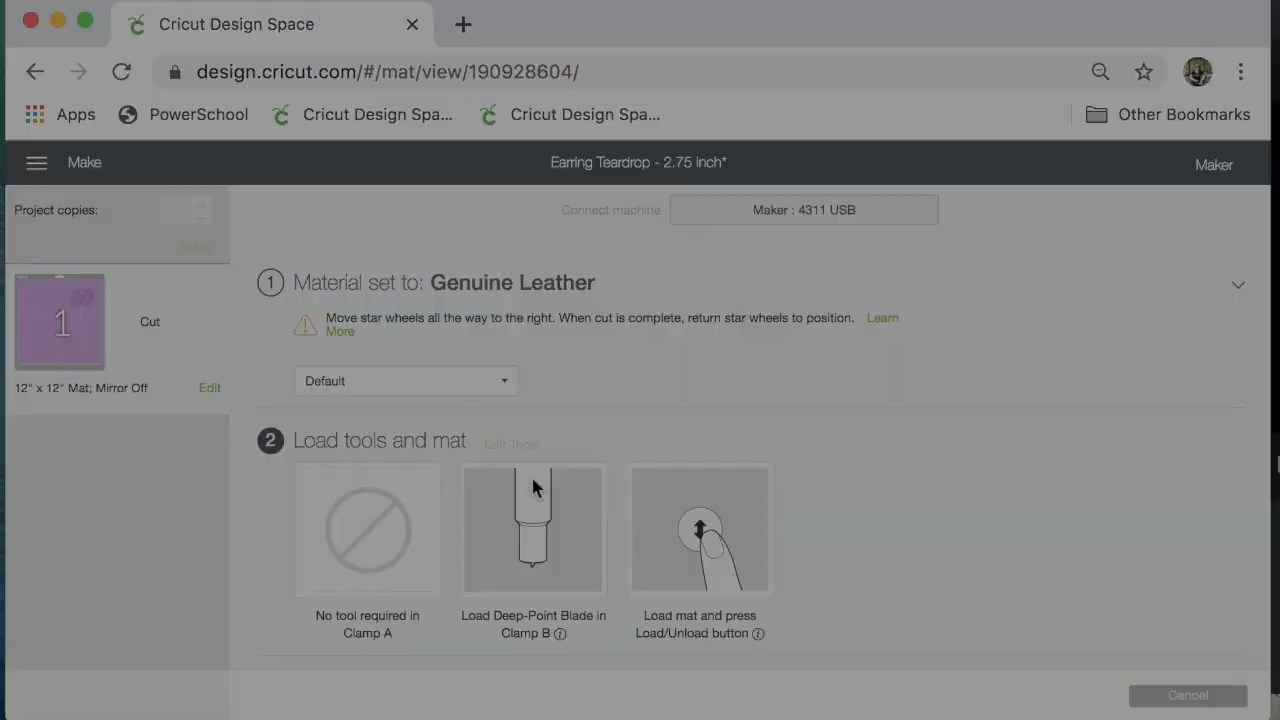 Cricut Design Space
design.cricut.com/#/mat/view/190928604/
Apps PowerSchool Cricut Design Spa... Cricut Design Spa... Other Bookmarks
Make Earring Teardrop - 2.75 inch* Maker
Project copies:
Connect machine Maker : 4311 USB
Apply
1 Material set to: Genuine Leather
Move star wheels all the way to the right. When cut is complete, return star wheels to position. Learn
More
1
Cut
Default
12" x 12" Mat; Mirror Off Edit
2 Load tools and mat Edit Tools
No tool required in
Clamp A
Load Deep-Point Blade in
Clamp B i
Load mat and press
Load/Unload button i
Cancel